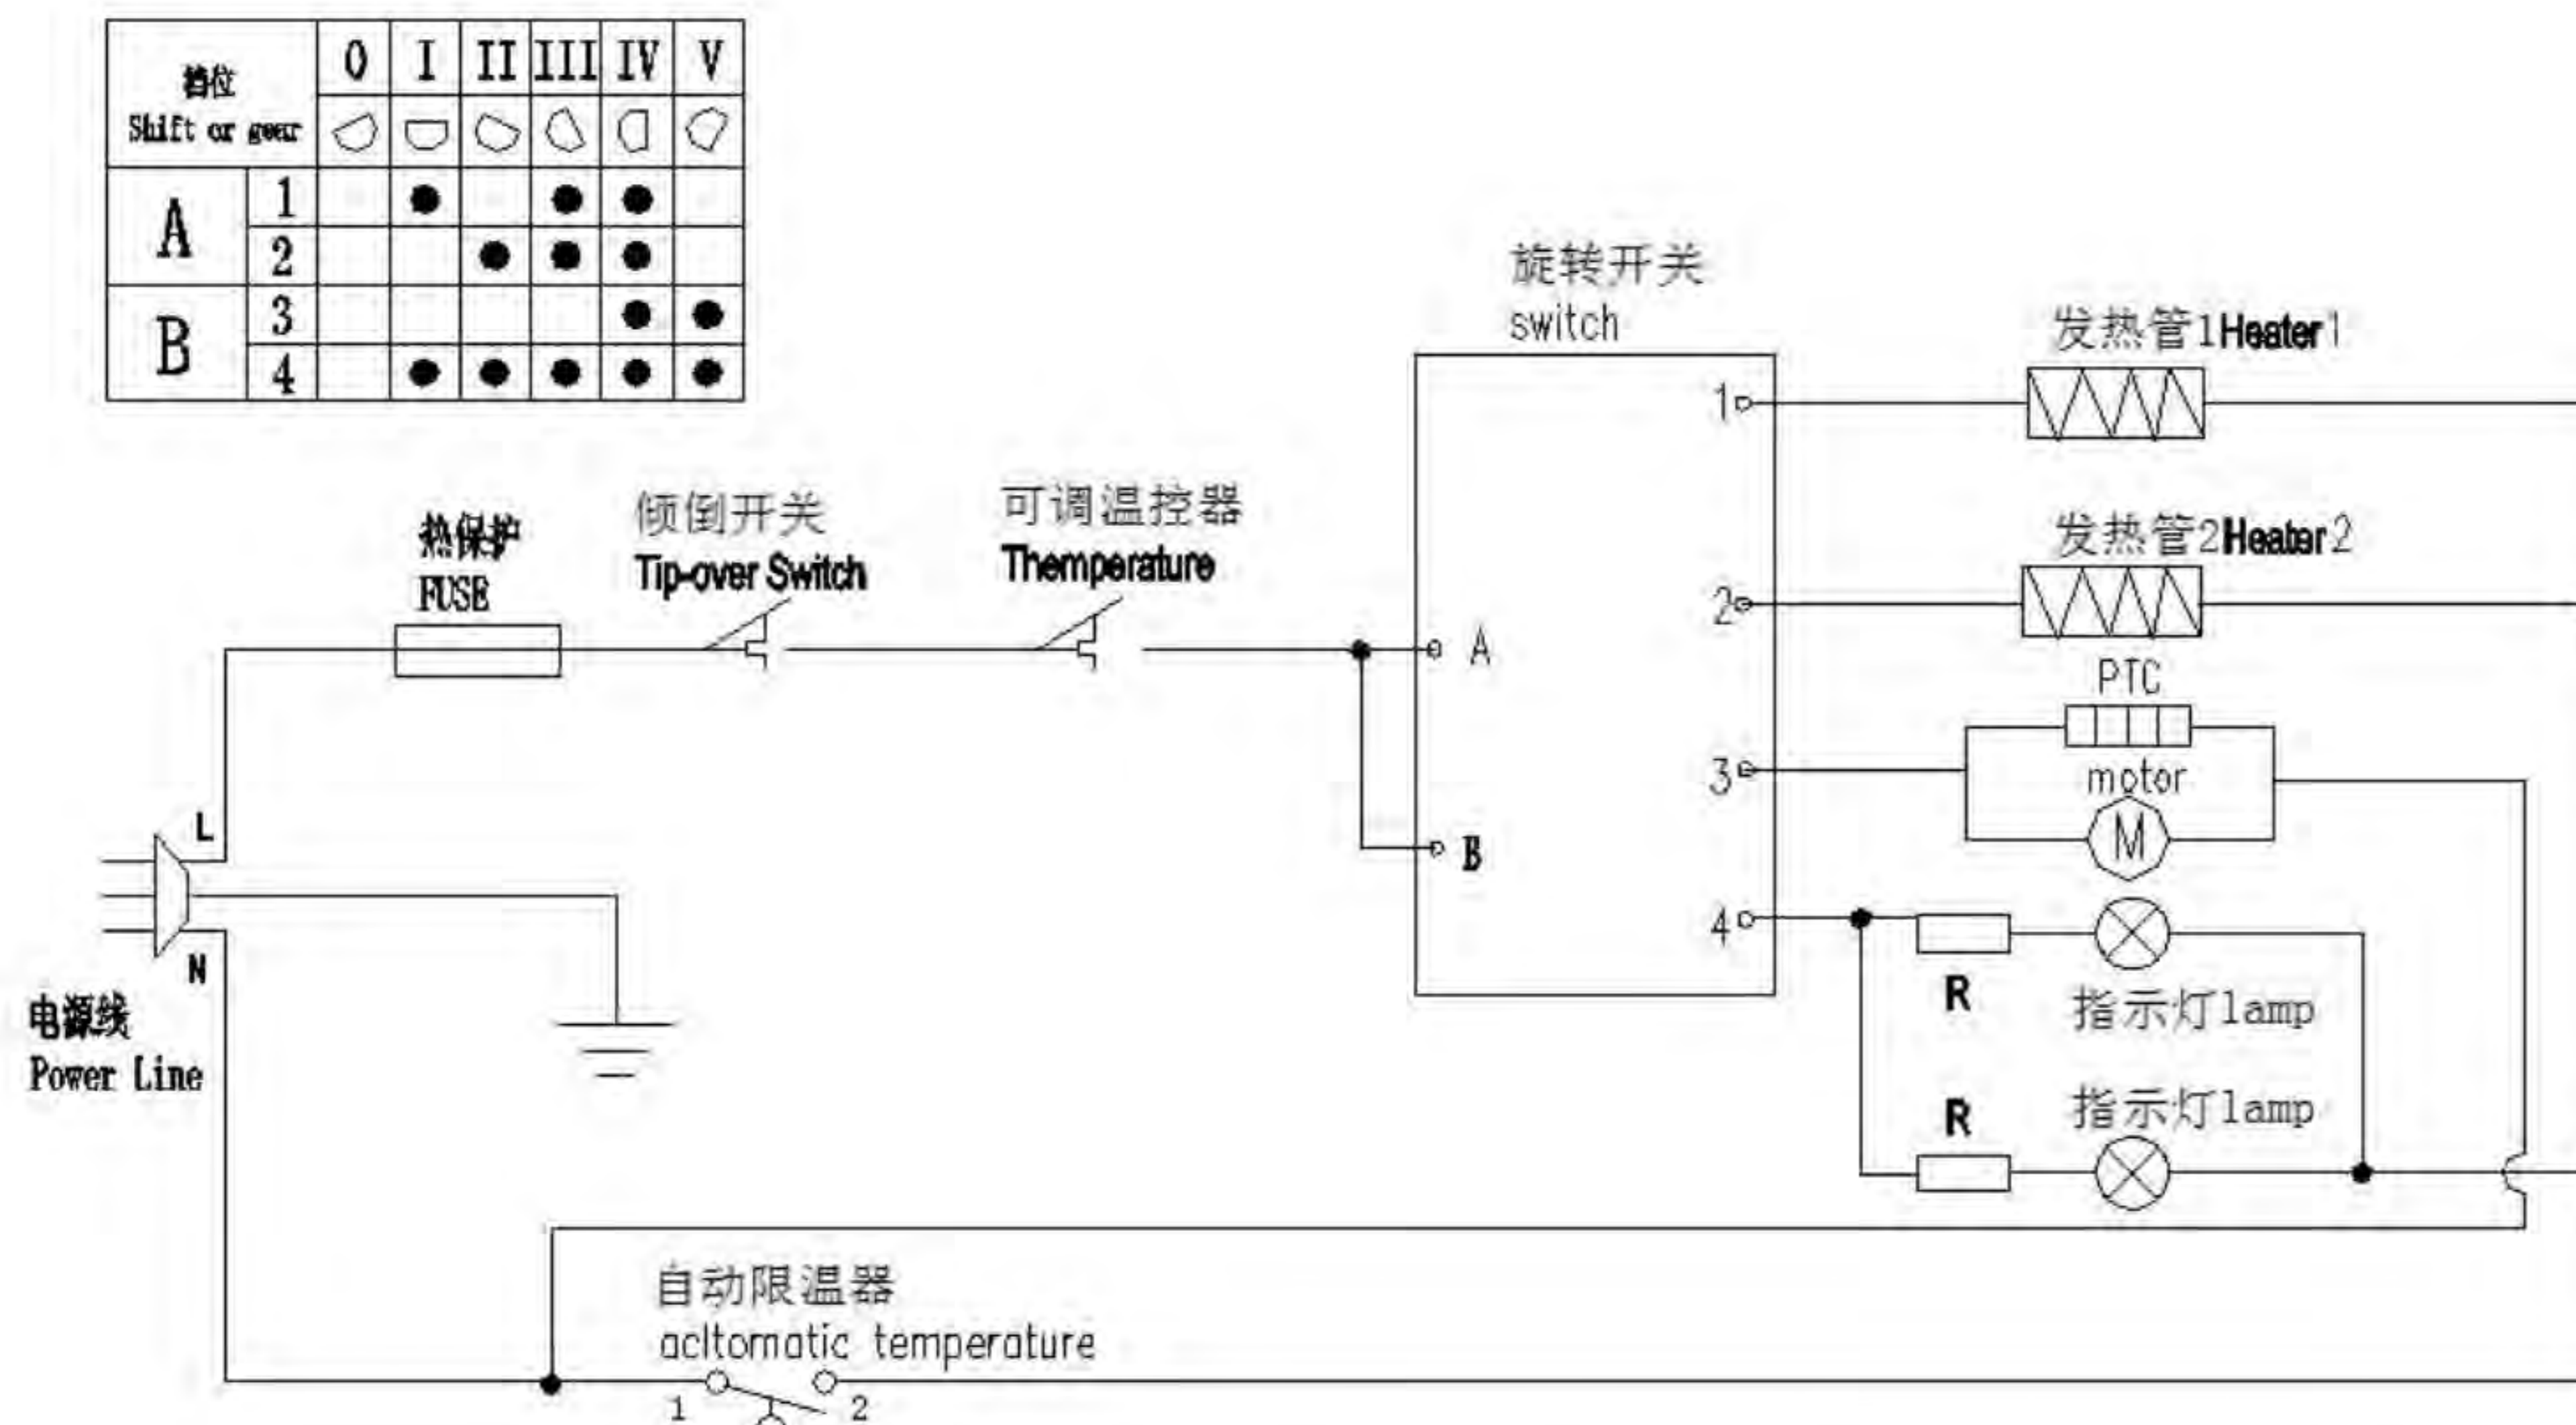 挡位
Shift or gear
0 I II III IV V
A
1
2
B
3
4
旋转开关
switch
发热管1Heater1
发热管2Heater2
热保护
FUSE
倾倒开关
Tip-over Switch
可调温控器
Themperature
1
2
3
4
A
B
PTC
motor
M
L
N
电源线
Power Line
R
指示灯lamp
R
指示灯lamp
自动限温器
acltomatic temperature
1
2